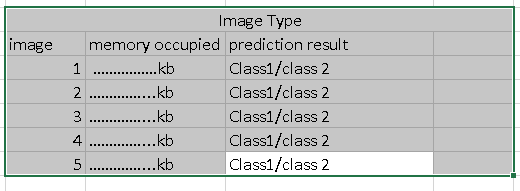 Image Type
image memory occupied prediction result
1 ................kb Class1/class 2
2 ................kb Class1/class 2
3 ................kb Class1/class 2
4 ................kb Class1/class 2
5 ................kb Class1/class 2